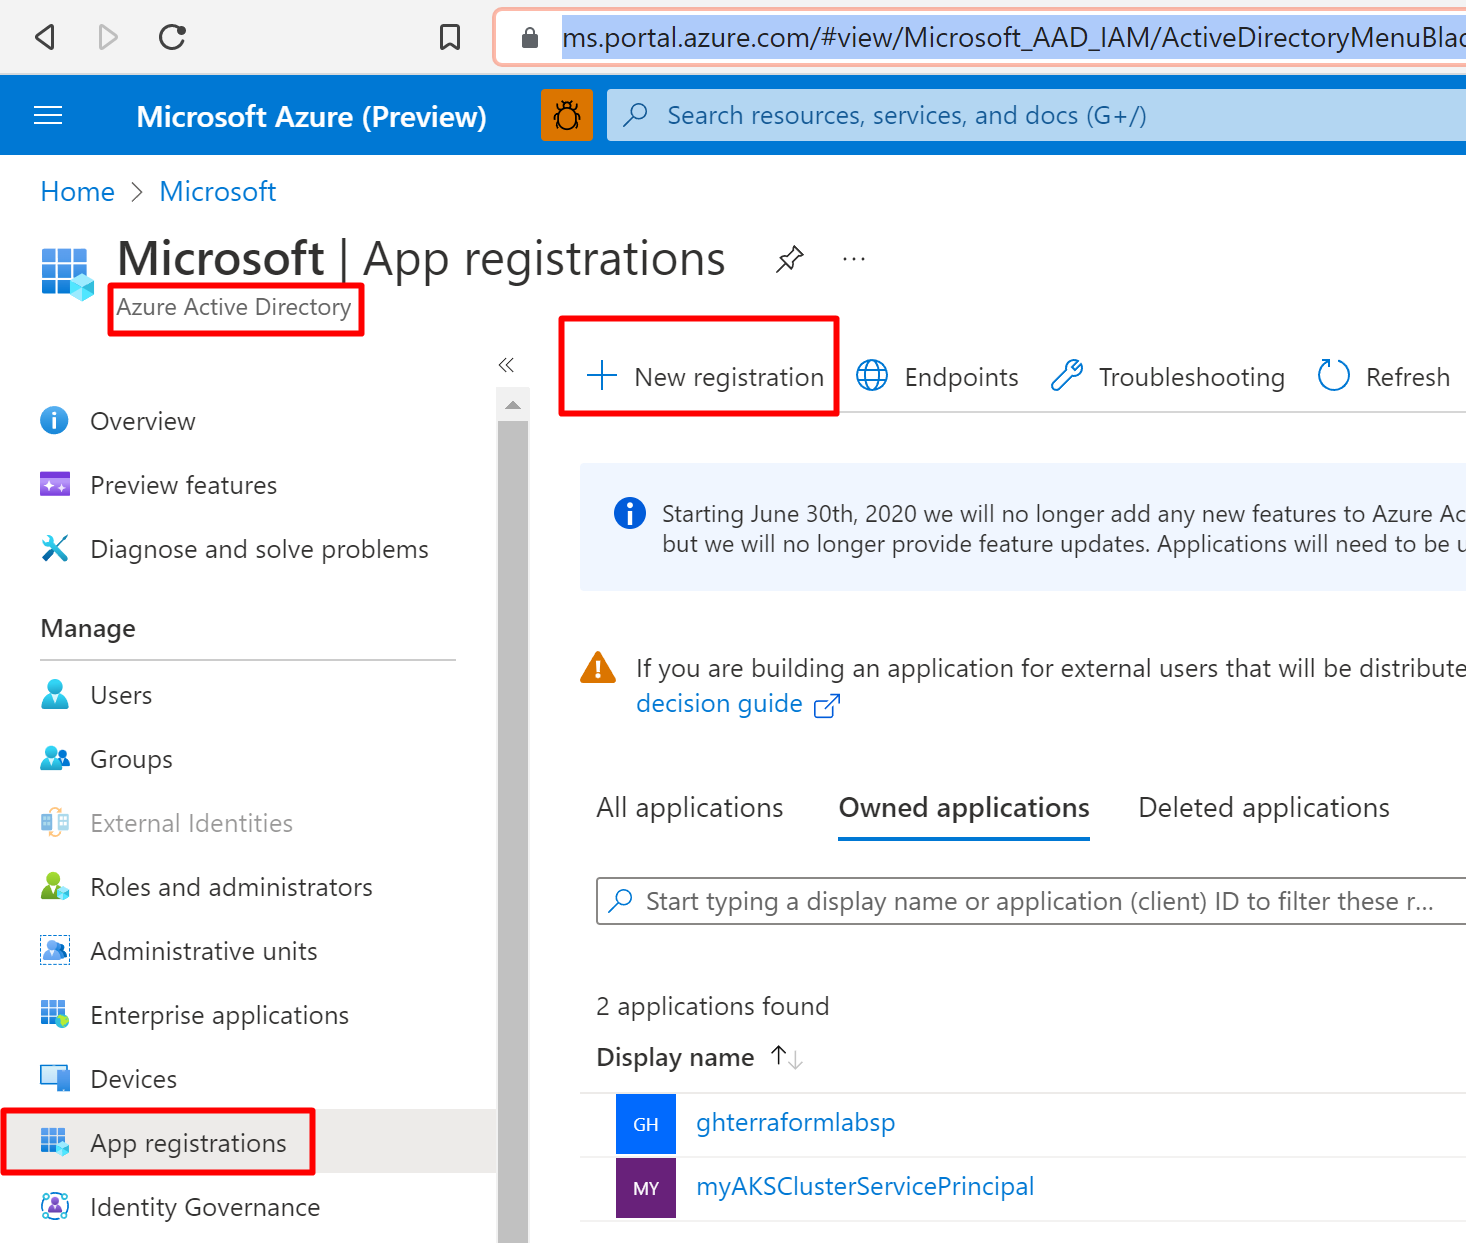 ms.portal.azure.com/#view/Microsoft_AAD_IAM/ActiveDirectoryMenuBlad
Microsoft Azure (Preview)
Search resources, services, and docs (G+/)
Home > Microsoft
Microsoft | App registrations
Azure Active Directory
New registration
Endpoints
Troubleshooting
Refresh
Overview
Preview features
Diagnose and solve problems
Manage
Users
Groups
External Identities
Roles and administrators
Administrative units
Enterprise applications
Devices
App registrations
Identity Governance
Starting June 30th, 2020 we will no longer add any new features to Azure Ac
but we will no longer provide feature updates. Applications will need to be u
If you are building an application for external users that will be distribute
decision guide
All applications
Owned applications
Deleted applications
Start typing a display name or application (client) ID to filter these r...
2 applications found
Display name
GH ghterraformlabsp
MY myAKSClusterServicePrincipal